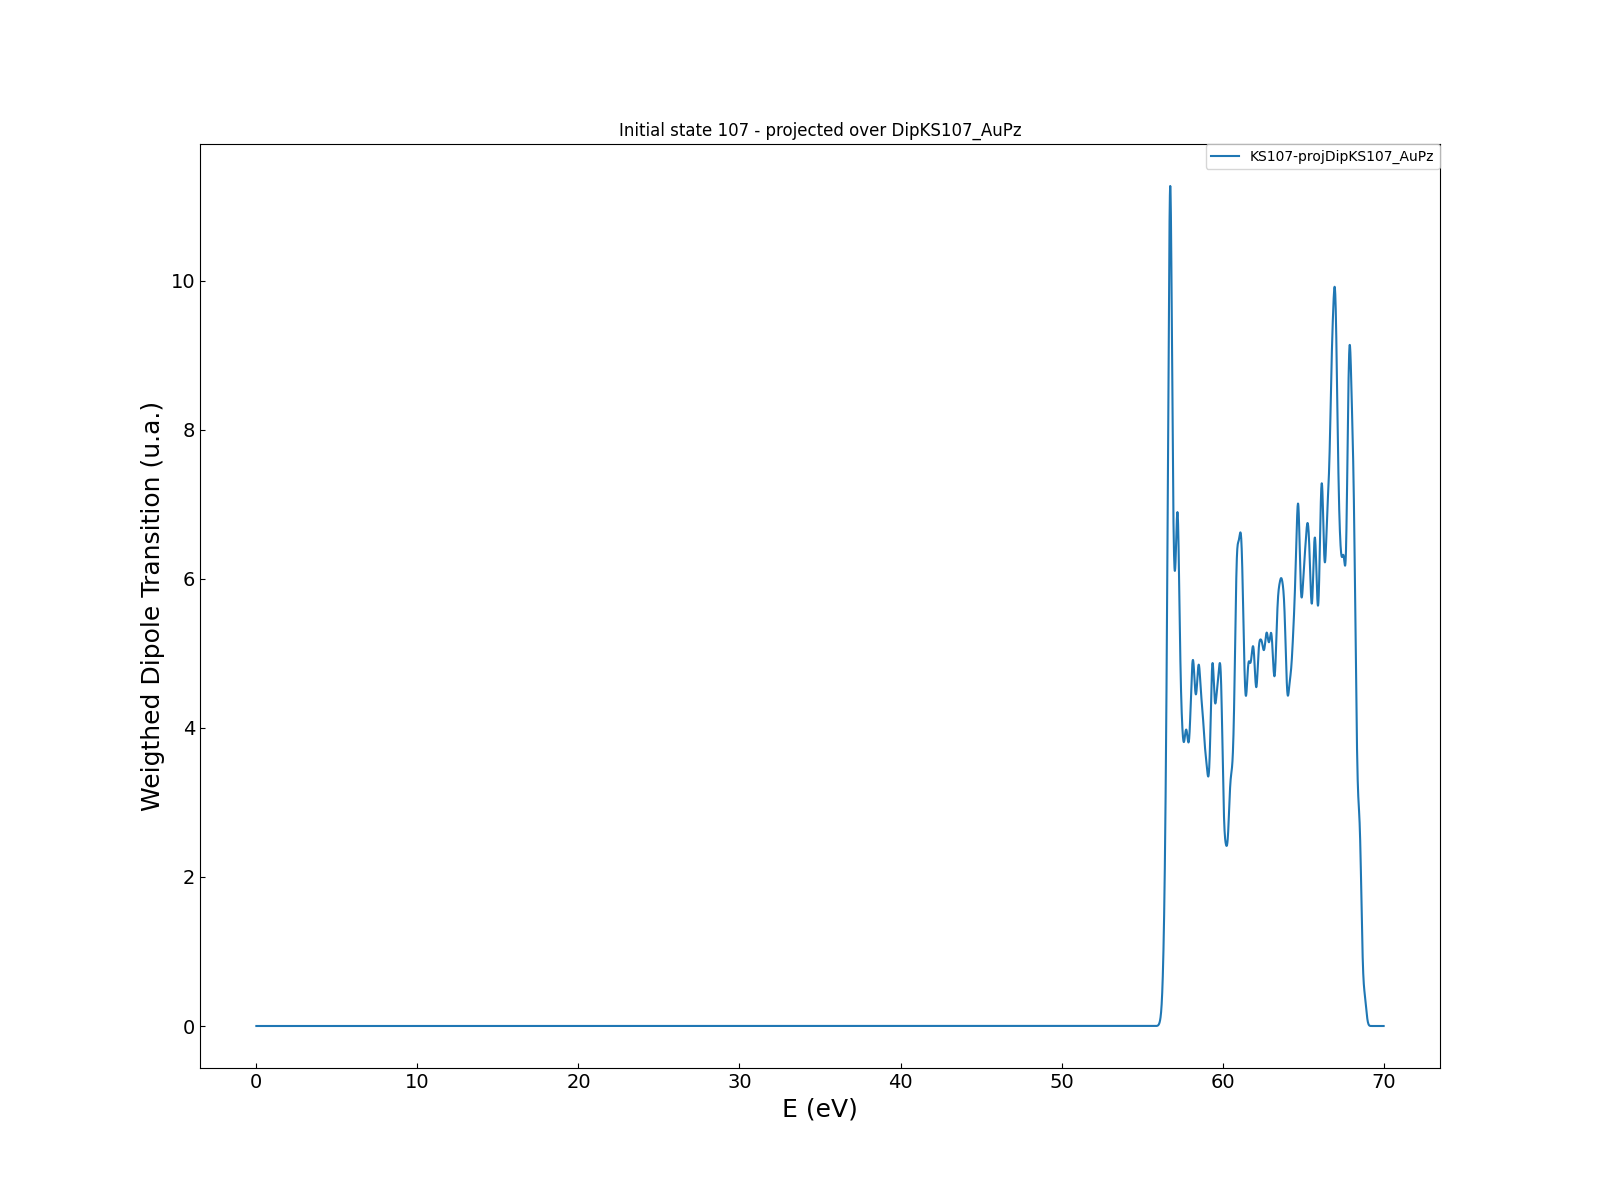 Initial state 107 - projected over DipKS107_AuPz
KS107-projDipKS107_AuPz
10
8
6
4
2
0
Weigthed Dipole Transition (u.a.)
0 10 20 30 40 50 60 70
E (eV)